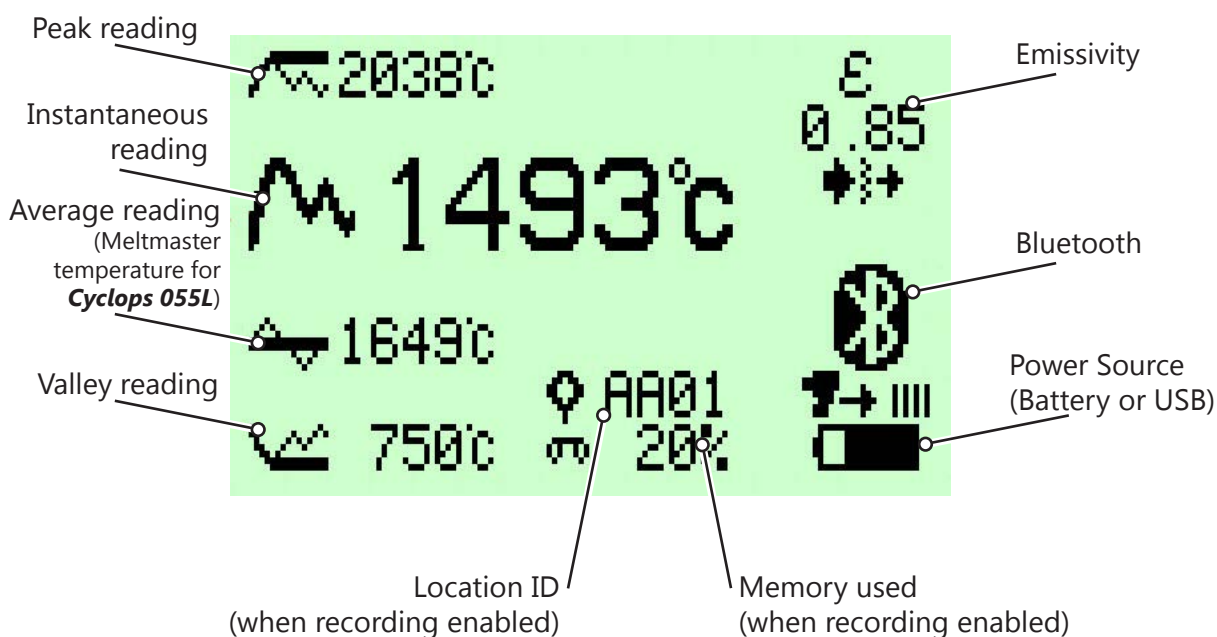 Peak reading
2038°C
ε
Emissivity
0.85
Instantaneous
reading
1493°C
Average reading
(Meltmaster
temperature for
Cyclops 055L)
Bluetooth
1649°C
Valley reading
AA01
Power Source
(Battery or USB)
750°C
20%
Location ID
(when recording enabled)
Memory used
(when recording enabled)